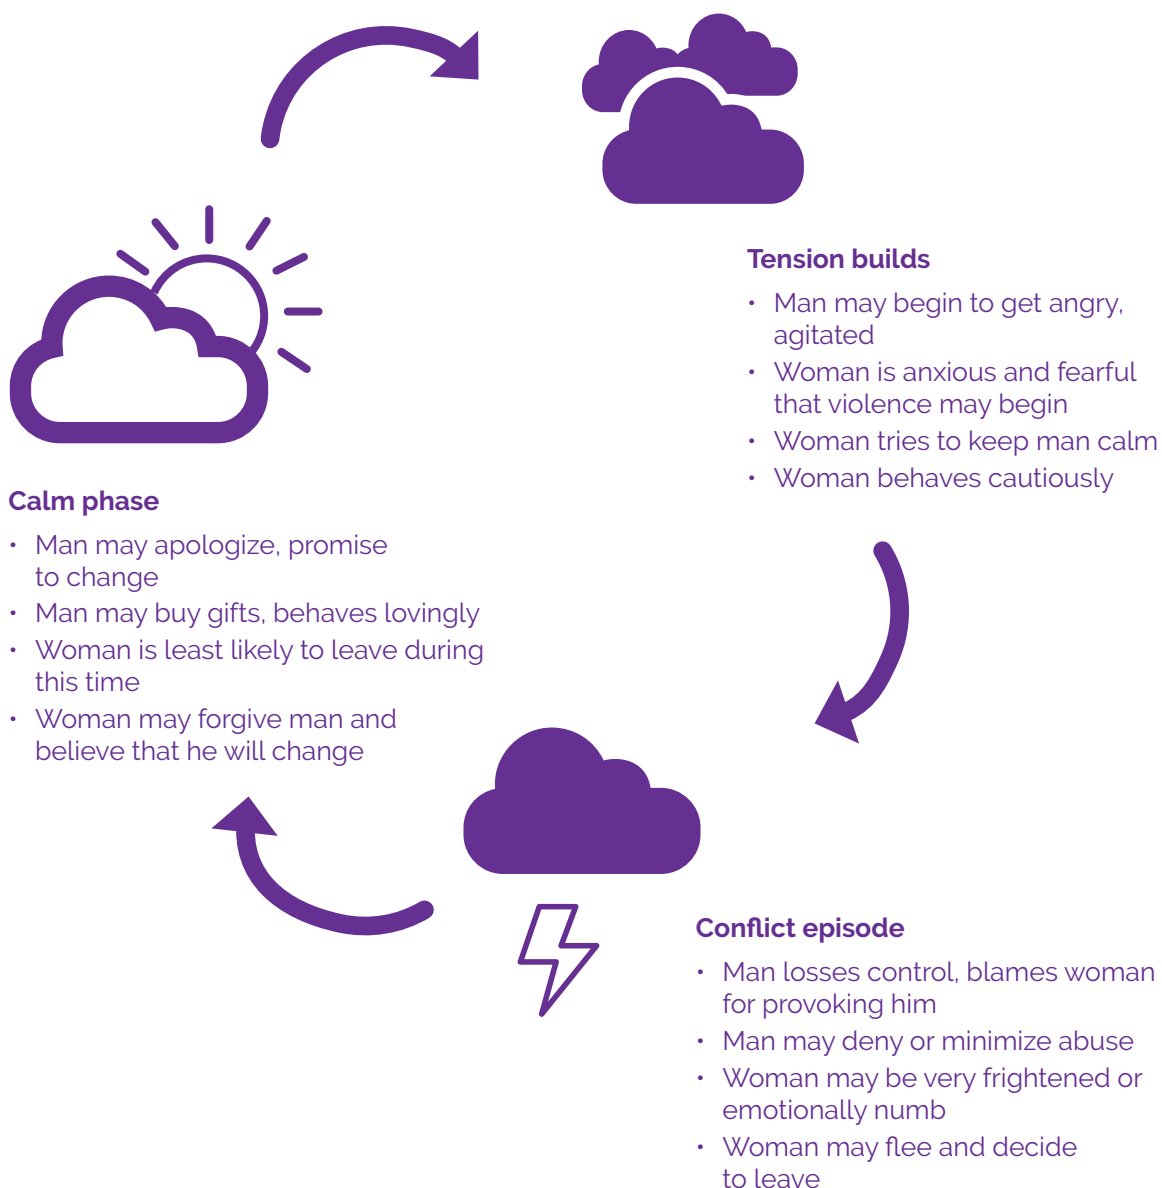 Tension builds
• Man may begin to get angry,
agitated
• Woman is anxious and fearful
that violence may begin
• Woman tries to keep man calm
• Woman behaves cautiously
Calm phase
• Man may apologize, promise
to change
• Man may buy gifts, behaves lovingly
• Woman is least likely to leave during
this time
• Woman may forgive man and
believe that he will change
Conflict episode
• Man losses control, blames woman
for provoking him
• Man may deny or minimize abuse
• Woman may be very frightened or
emotionally numb
• Woman may flee and decide
to leave